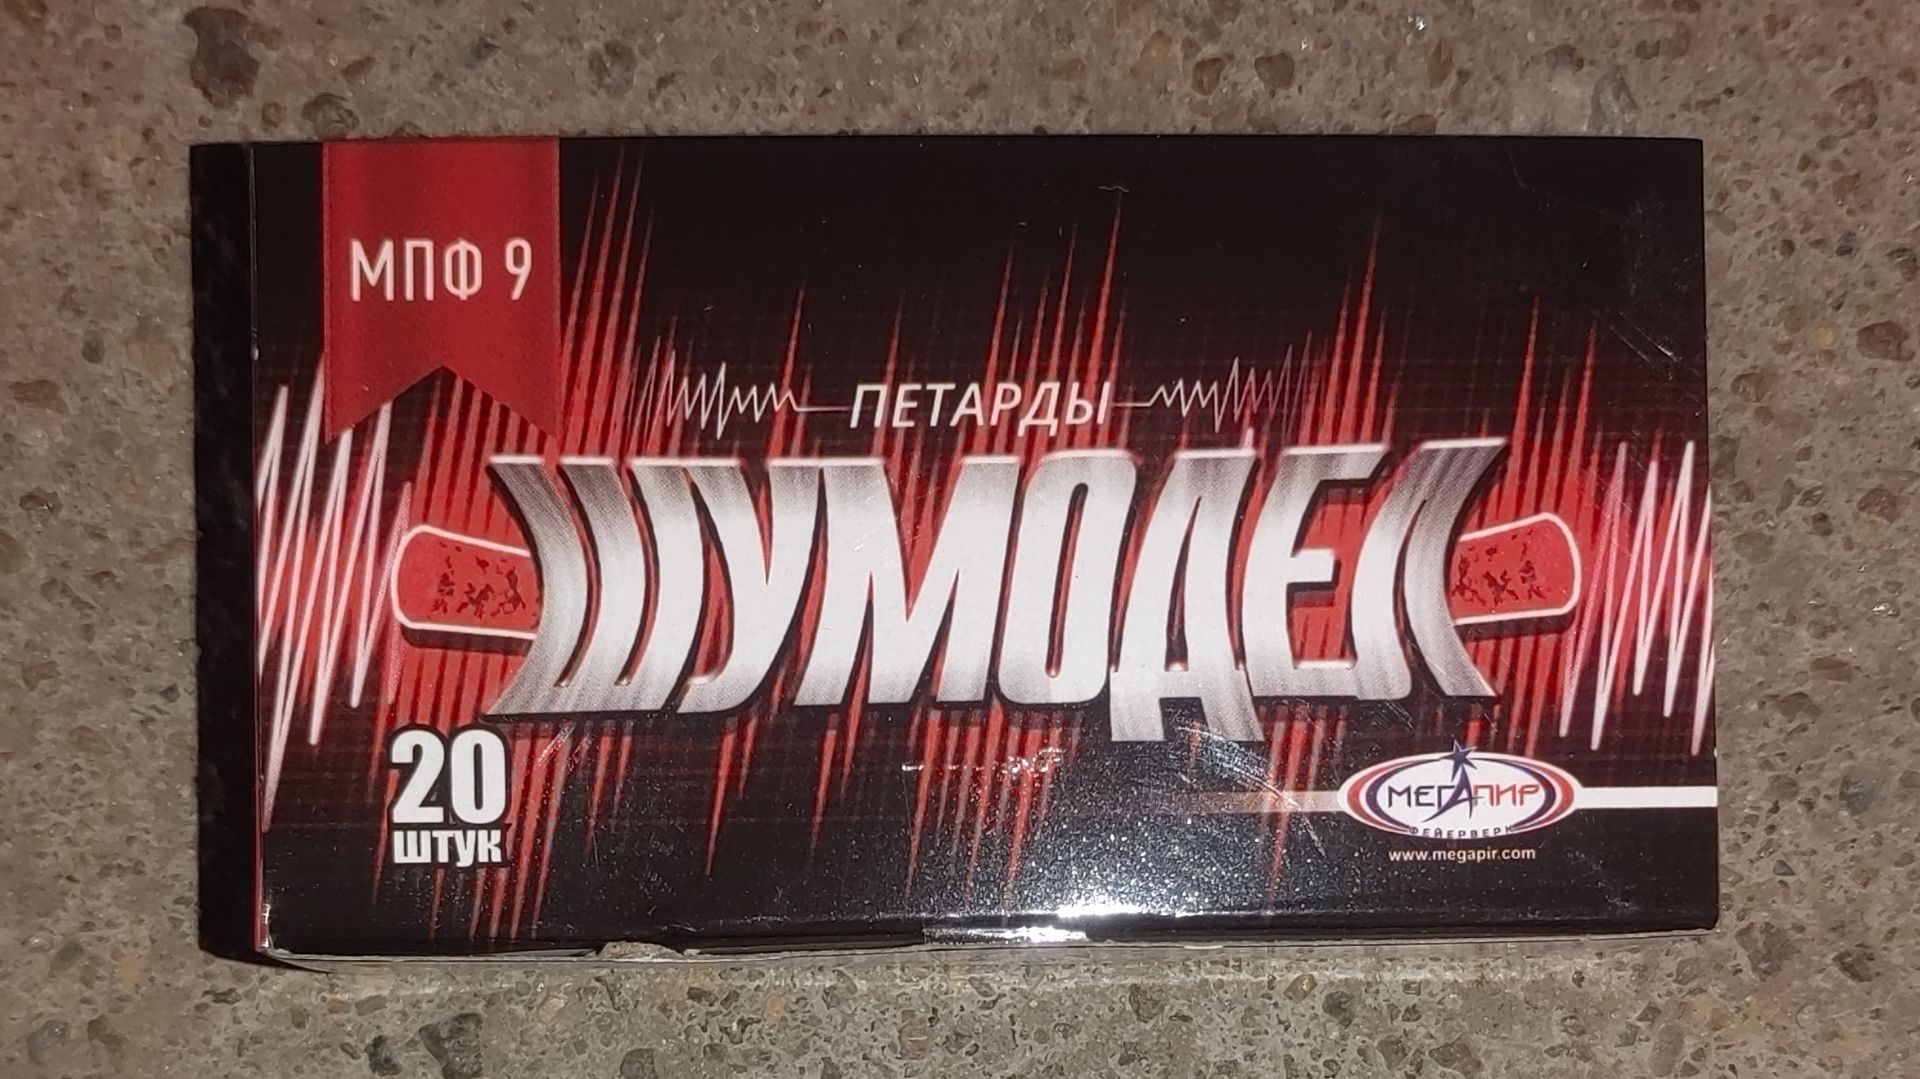 МПФ 9
ПЕТАРДЫ
ШУМОДЕЛ
20
ШТУК
МЕГАПИР
ФЕЙЕРВЕРК
www.megapir.com